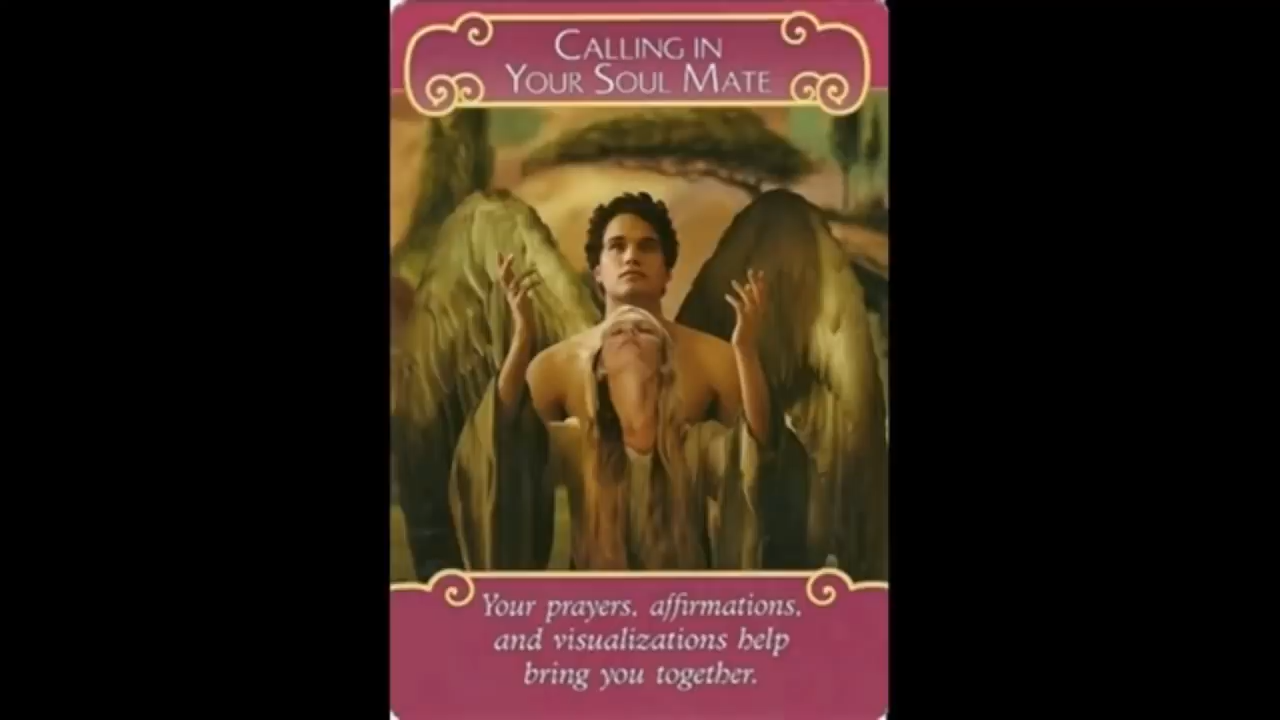 CALLING IN
YOUR SOUL MATE
Your prayers, affirmations,
and visualizations help
bring you together.